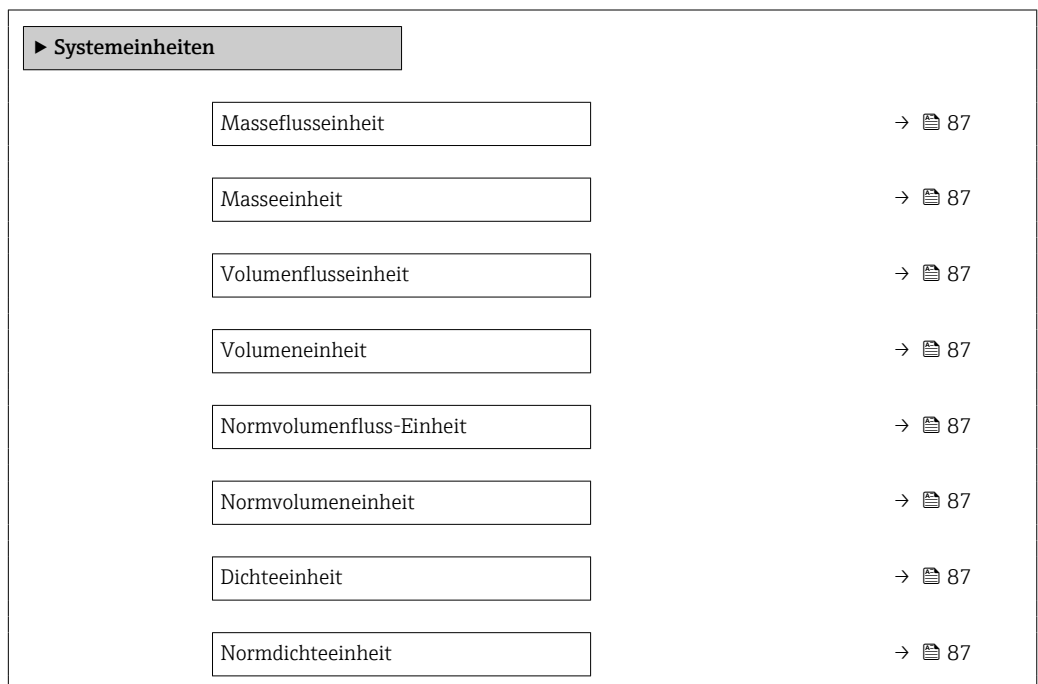 ▶ Systemeinheiten
Masseflusseinheit → 87
Masseeinheit → 87
Volumenflusseinheit → 87
Volumeneinheit → 87
Normvolumenfluss-Einheit → 87
Normvolumeneinheit → 87
Dichteeinheit → 87
Normdichteeinheit → 87